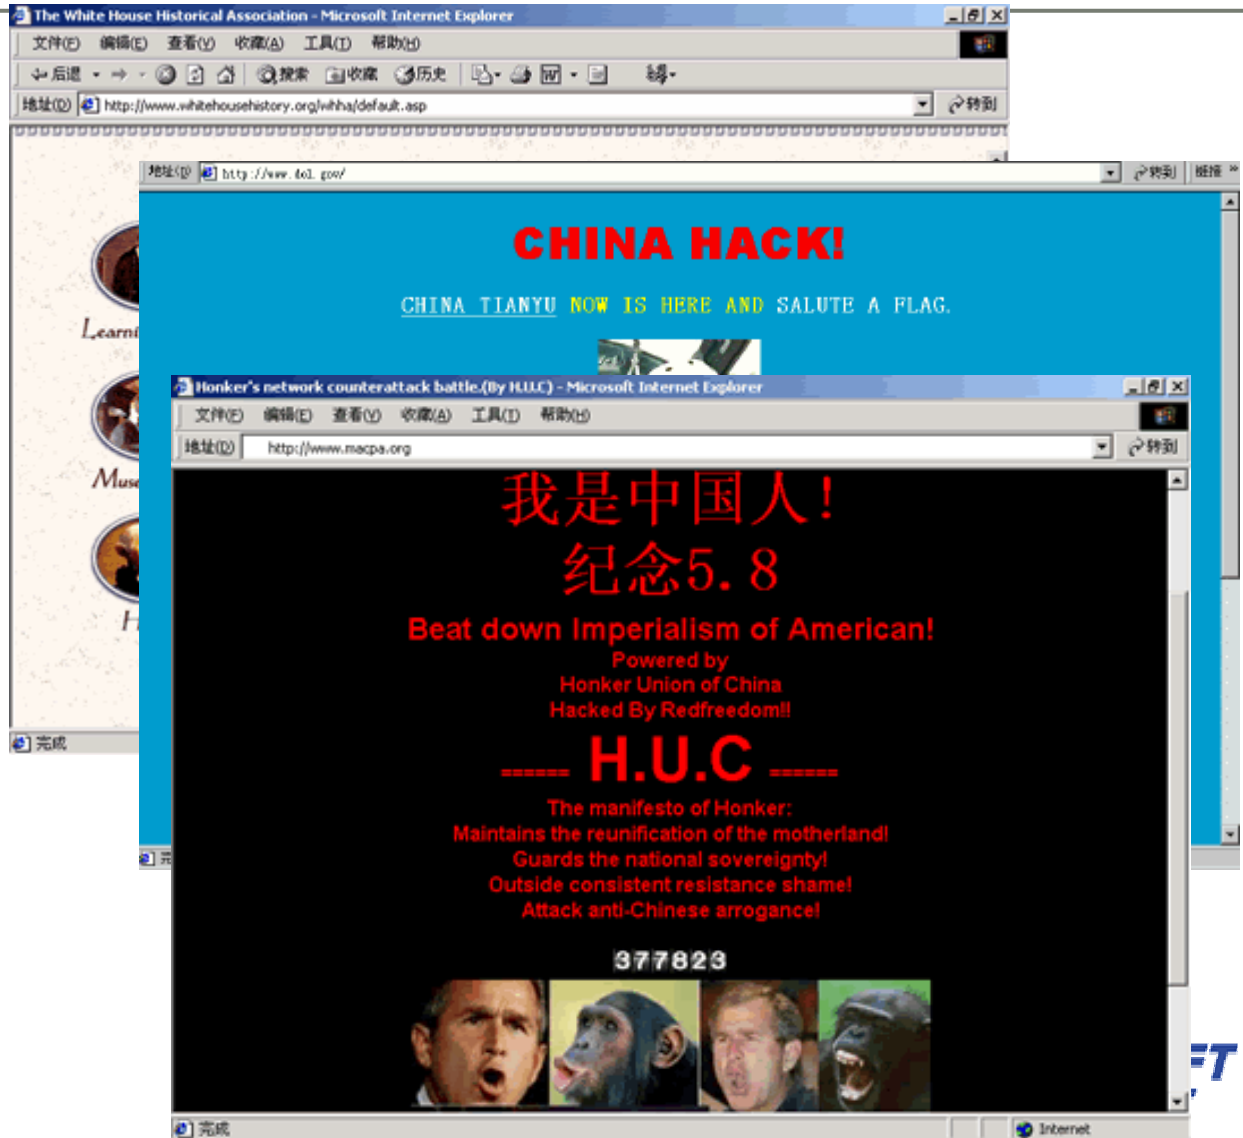 The White House Historical Association - Microsoft Internet Explorer
文件(F) 编辑(E) 查看(V) 收藏(A) 工具(T) 帮助(H)
后退 搜索 收藏 历史
地址(D) http://www.whitehousehistory.org/whha/default.asp 转到
地址(D) http://www.dol.gov/ 转到 链接 »
CHINA HACK!
CHINA TIANYU NOW IS HERE AND SALUTE A FLAG.
Learni
Muse
H
完成
Honker's network counterattack battle.(By H.U.C) - Microsoft Internet Explorer
文件(F) 编辑(E) 查看(V) 收藏(A) 工具(T) 帮助(H)
地址(D) http://www.macpa.org 转到
我是中国人!
纪念5.8
Beat down Imperialism of American!
Powered by
Honker Union of China
Hacked By Redfreedom!!
====== H.U.C ======
The manifesto of Honker:
Maintains the reunification of the motherland!
Guards the national sovereignty!
Outside consistent resistance shame!
Attack anti-Chinese arrogance!
377823
FT
完成 Internet